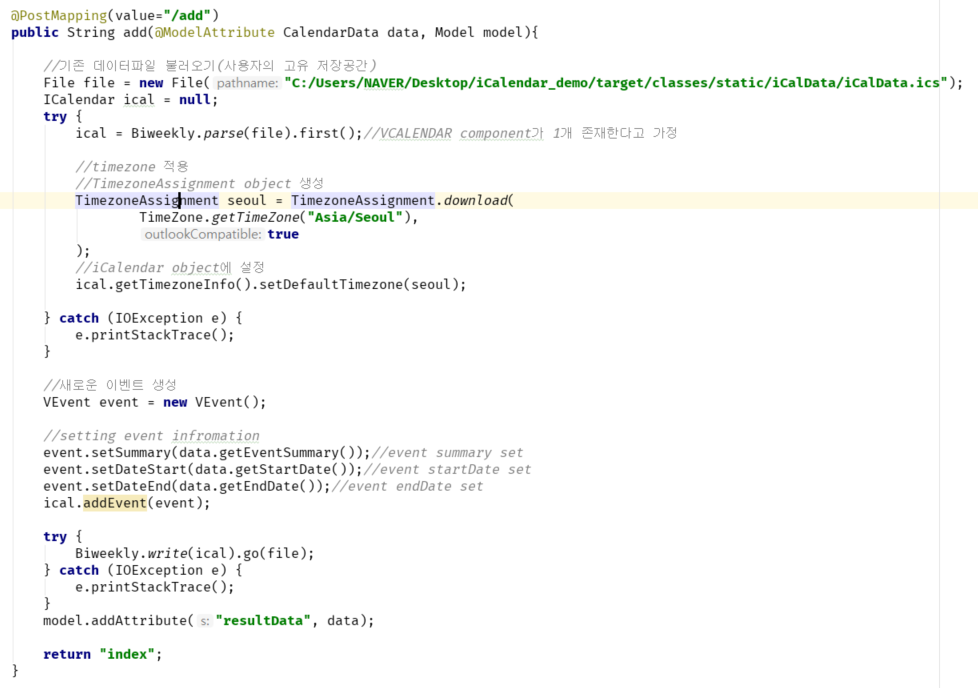 @PostMapping(value="/add")
public String add(@ModelAttribute CalendarData data, Model model){
//기존 데이터파일 불러오기(사용자의 고유 저장공간)
File file = new File( pathname: "C:/Users/NAVER/Desktop/iCalendar_demo/target/classes/static/iCalData/iCalData.ics");
ICalendar ical = null;
try {
ical = Biweekly.parse(file).first();//VCALENDAR component가 1개 존재한다고 가정
//timezone 적용
//TimezoneAssignment object 생성
TimezoneAssignment seoul = TimezoneAssignment.download(
TimeZone.getTimeZone("Asia/Seoul"),
outlookCompatible: true
);
//iCalendar object에 설정
ical.getTimezoneInfo().setDefaultTimezone(seoul);
} catch (IOException e) {
e.printStackTrace();
}
//새로운 이벤트 생성
VEvent event = new VEvent();
//setting event infromation
event.setSummary(data.getEventSummary());//event summary set
event.setDateStart(data.getStartDate());//event startDate set
event.setDateEnd(data.getEndDate());//event endDate set
ical.addEvent(event);
try {
Biweekly.write(ical).go(file);
} catch (IOException e) {
e.printStackTrace();
}
model.addAttribute( s: "resultData", data);
return "index";
}